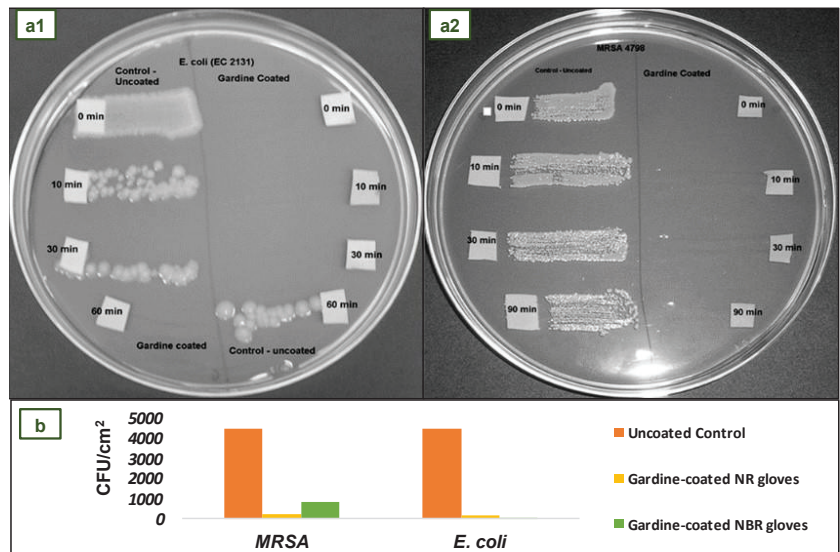 a1
E. coli (EC 2131)
Control -
Uncoated
Gardine Coated
0 min
0 min
10 min
10 min
30 min
30 min
60 min
60 min
Gardine coated
Control - uncoated
a2
MRSA 4798
Control - Uncoated
Gardine Coated
0 min
0 min
10 min
10 min
30 min
30 min
90 min
90 min
b
CFU/cm²
5000
4000
3000
2000
1000
0
MRSA
E. coli
Uncoated Control
Gardine-coated NR gloves
Gardine-coated NBR gloves